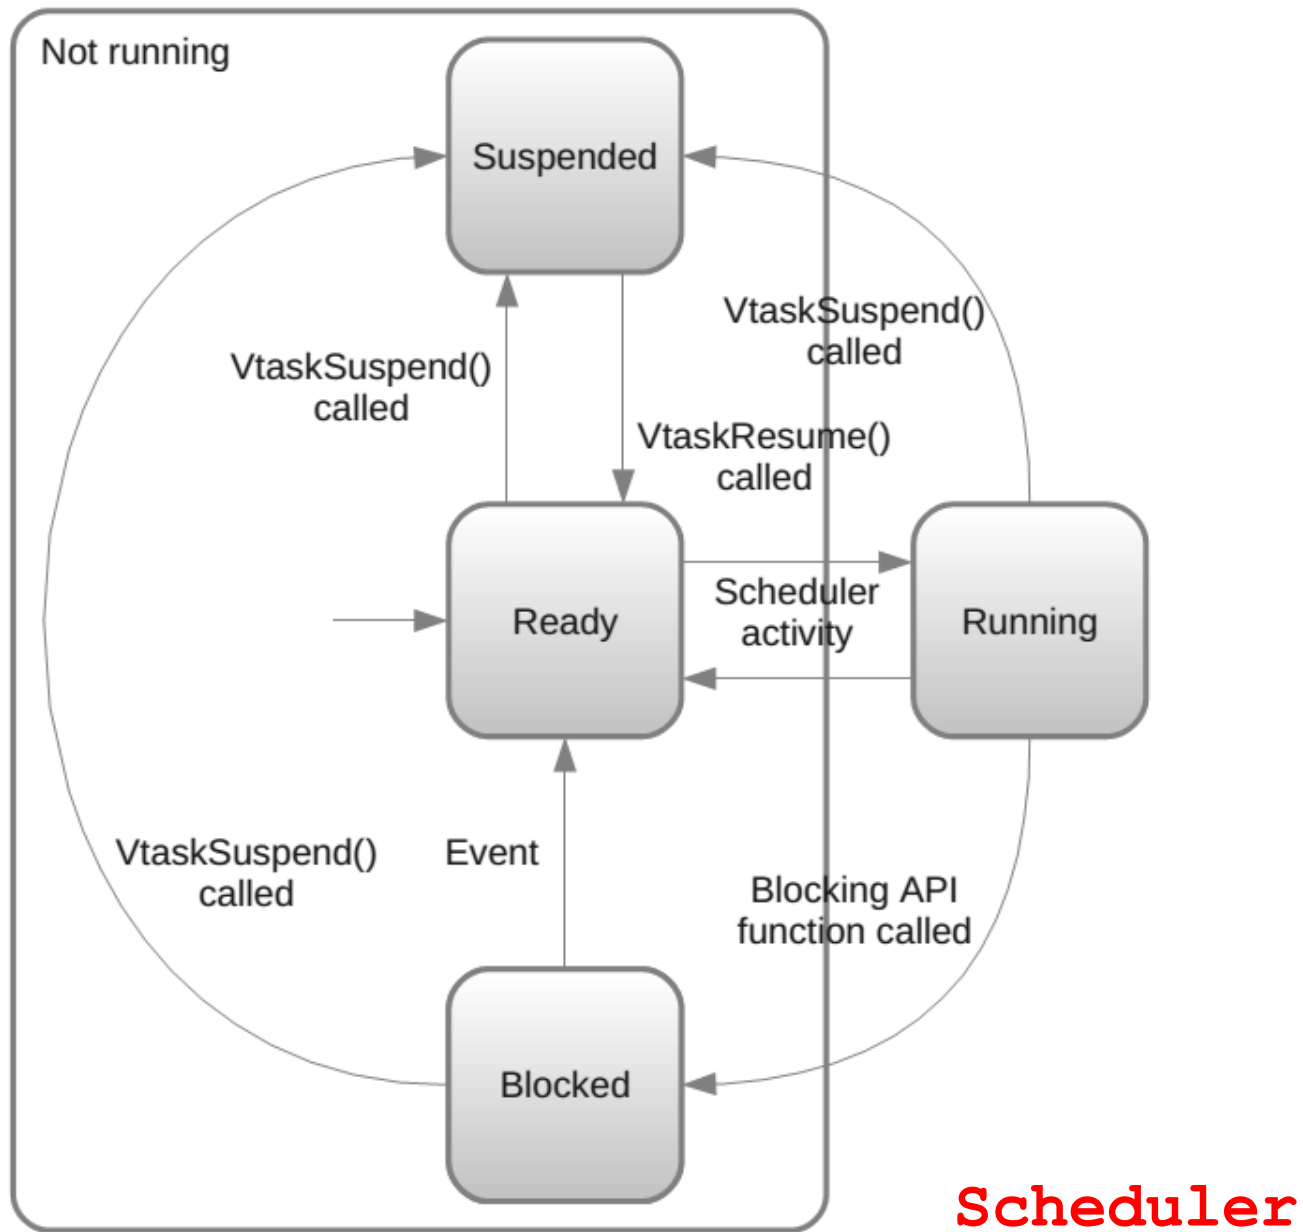 Not running
Suspended
VtaskSuspend()
called
VtaskSuspend()
called
VtaskResume()
called
Ready
Scheduler
activity
Running
VtaskSuspend()
called
Event
Blocking API
function called
Blocked
Scheduler